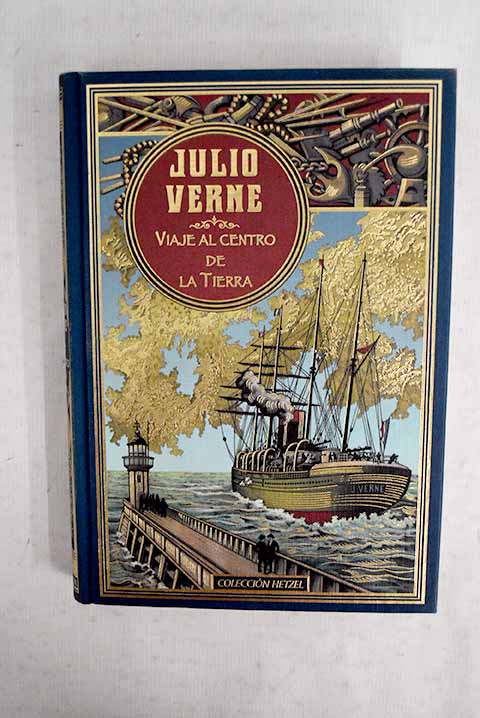 JULIO
VERNE
VIAJE AL CENTRO
DE
LA TIERRA
J. VERNE
COLECCIÓN HETZEL